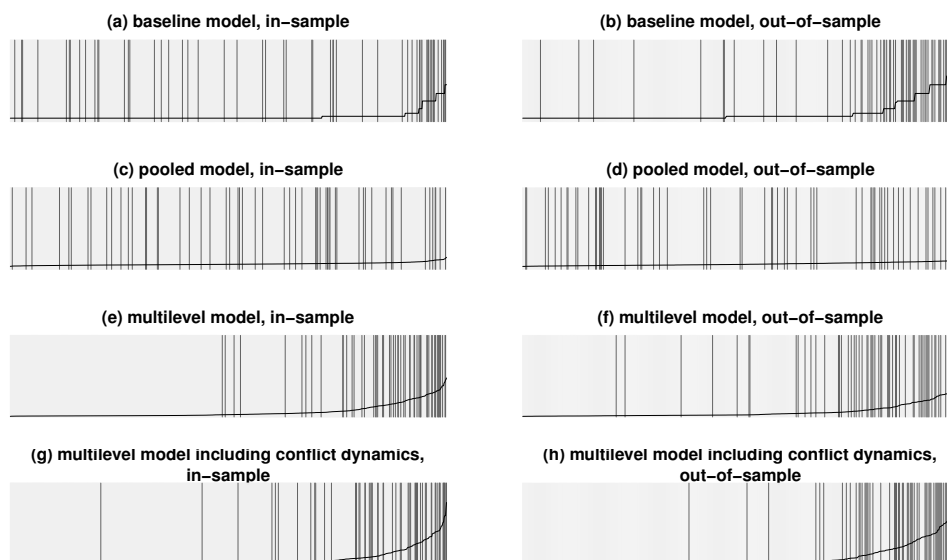 (a) baseline model, in−sample
(b) baseline model, out−of−sample
(c) pooled model, in−sample
(d) pooled model, out−of−sample
(e) multilevel model, in−sample
(f) multilevel model, out−of−sample
(g) multilevel model including conflict dynamics,
in−sample
(h) multilevel model including conflict dynamics,
out−of−sample